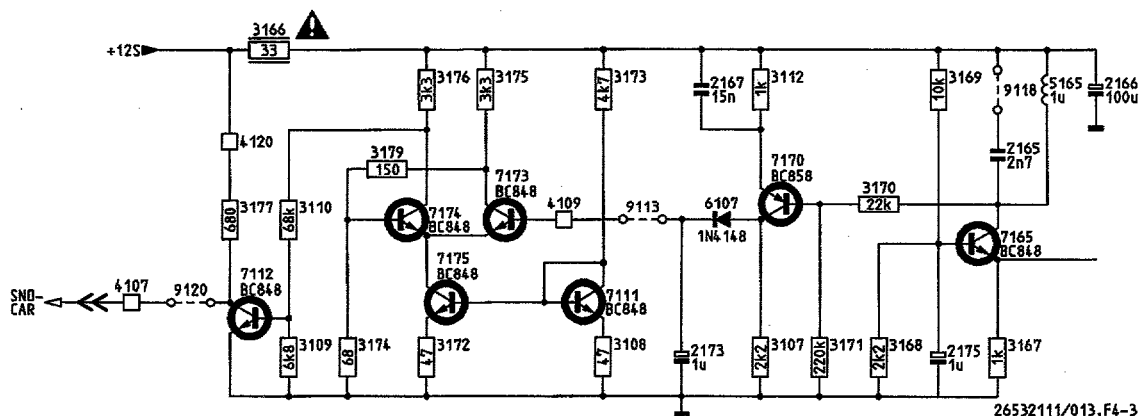 3166
33
+12S
3176
3k3
3175
3k3
3173
4k7
2167
15n
3112
1k
3169
10k
9118
5165
1u
2166
100u
4120
3179
150
7173
BC848
7170
BC858
2165
2n7
3177
680
3110
68k
7174
BC848
4109
9113
6107
1N4148
3170
22k
7165
BC848
7175
BC848
7112
BC848
7111
BC848
SND-
CAR
4107
9120
3109
6k8
3174
68
3172
47
3108
47
2173
1u
3107
2k2
3171
220k
3168
2k2
2175
1u
3167
1k
26532111/013.F4-3